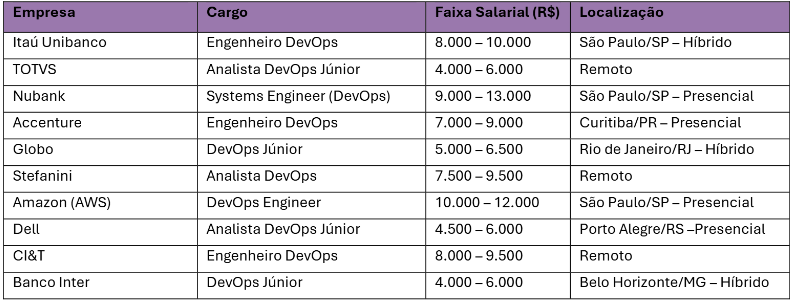 Empresa Cargo Faixa Salarial (R$) Localização
Itaú Unibanco Engenheiro DevOps 8.000 – 10.000 São Paulo/SP – Híbrido
TOTVS Analista DevOps Júnior 4.000 – 6.000 Remoto
Nubank Systems Engineer (DevOps) 9.000 – 13.000 São Paulo/SP – Presencial
Accenture Engenheiro DevOps 7.000 – 9.000 Curitiba/PR – Presencial
Globo DevOps Júnior 5.000 – 6.500 Rio de Janeiro/RJ – Híbrido
Stefanini Analista DevOps 7.500 – 9.500 Remoto
Amazon (AWS) DevOps Engineer 10.000 – 12.000 São Paulo/SP – Presencial
Dell Analista DevOps Júnior 4.500 – 6.000 Porto Alegre/RS –Presencial
CI&T Engenheiro DevOps 8.000 – 9.500 Remoto
Banco Inter DevOps Júnior 4.000 – 6.000 Belo Horizonte/MG – Híbrido